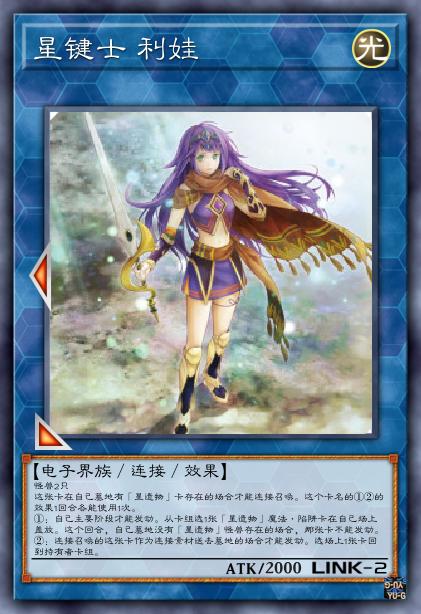 星键士 利娃
光
【电子界族／连接／效果】
怪兽2只
这张卡在自己墓地有「星遗物」卡存在的场合才能连接召唤。这个卡名的①②的
效果1回合各能使用1次。
①：自己主要阶段才能发动。从卡组选1张「星遗物」魔法·陷阱卡在自己场上
盖放。这个回合，自己墓地没有「星遗物」怪兽存在的场合，那张卡不能发动。
②：连接召唤的这张卡作为连接素材送去墓地的场合才能发动。选场上1张卡回
到持有者卡组。
ATK/2000 LINK-2